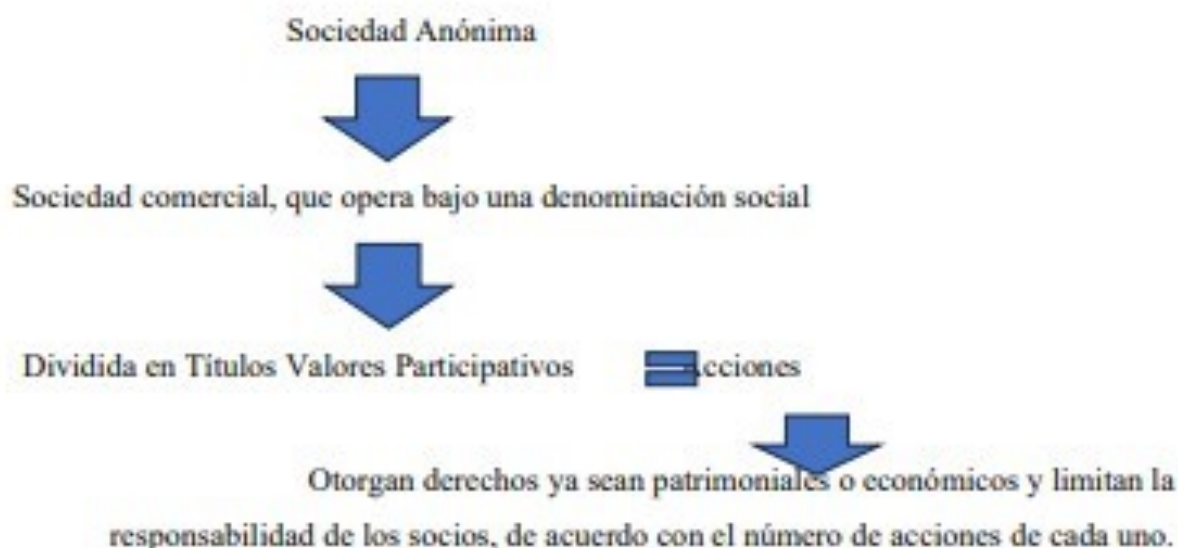 Sociedad Anónima
Sociedad comercial, que opera bajo una denominación social
Dividida en Titulos Valores Participativos = Acciones
Otorgan derechos ya sean patrimoniales o económicos y limitan la
responsabilidad de los socios, de acuerdo con el número de acciones de cada uno.